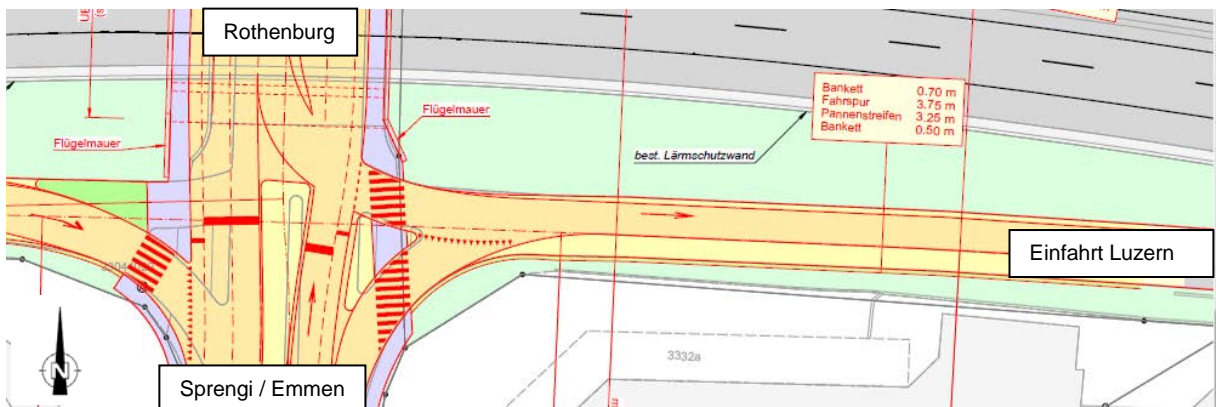 Rothenburg
Flügelmauer
Flügelmauer
Bankett 0.70 m
Fahrspur 3.75 m
Pannenstreifen 3.25 m
Bankett 0.50 m
best. Lärmschutzwand
Einfahrt Luzern
3332a
N
Sprengi / Emmen